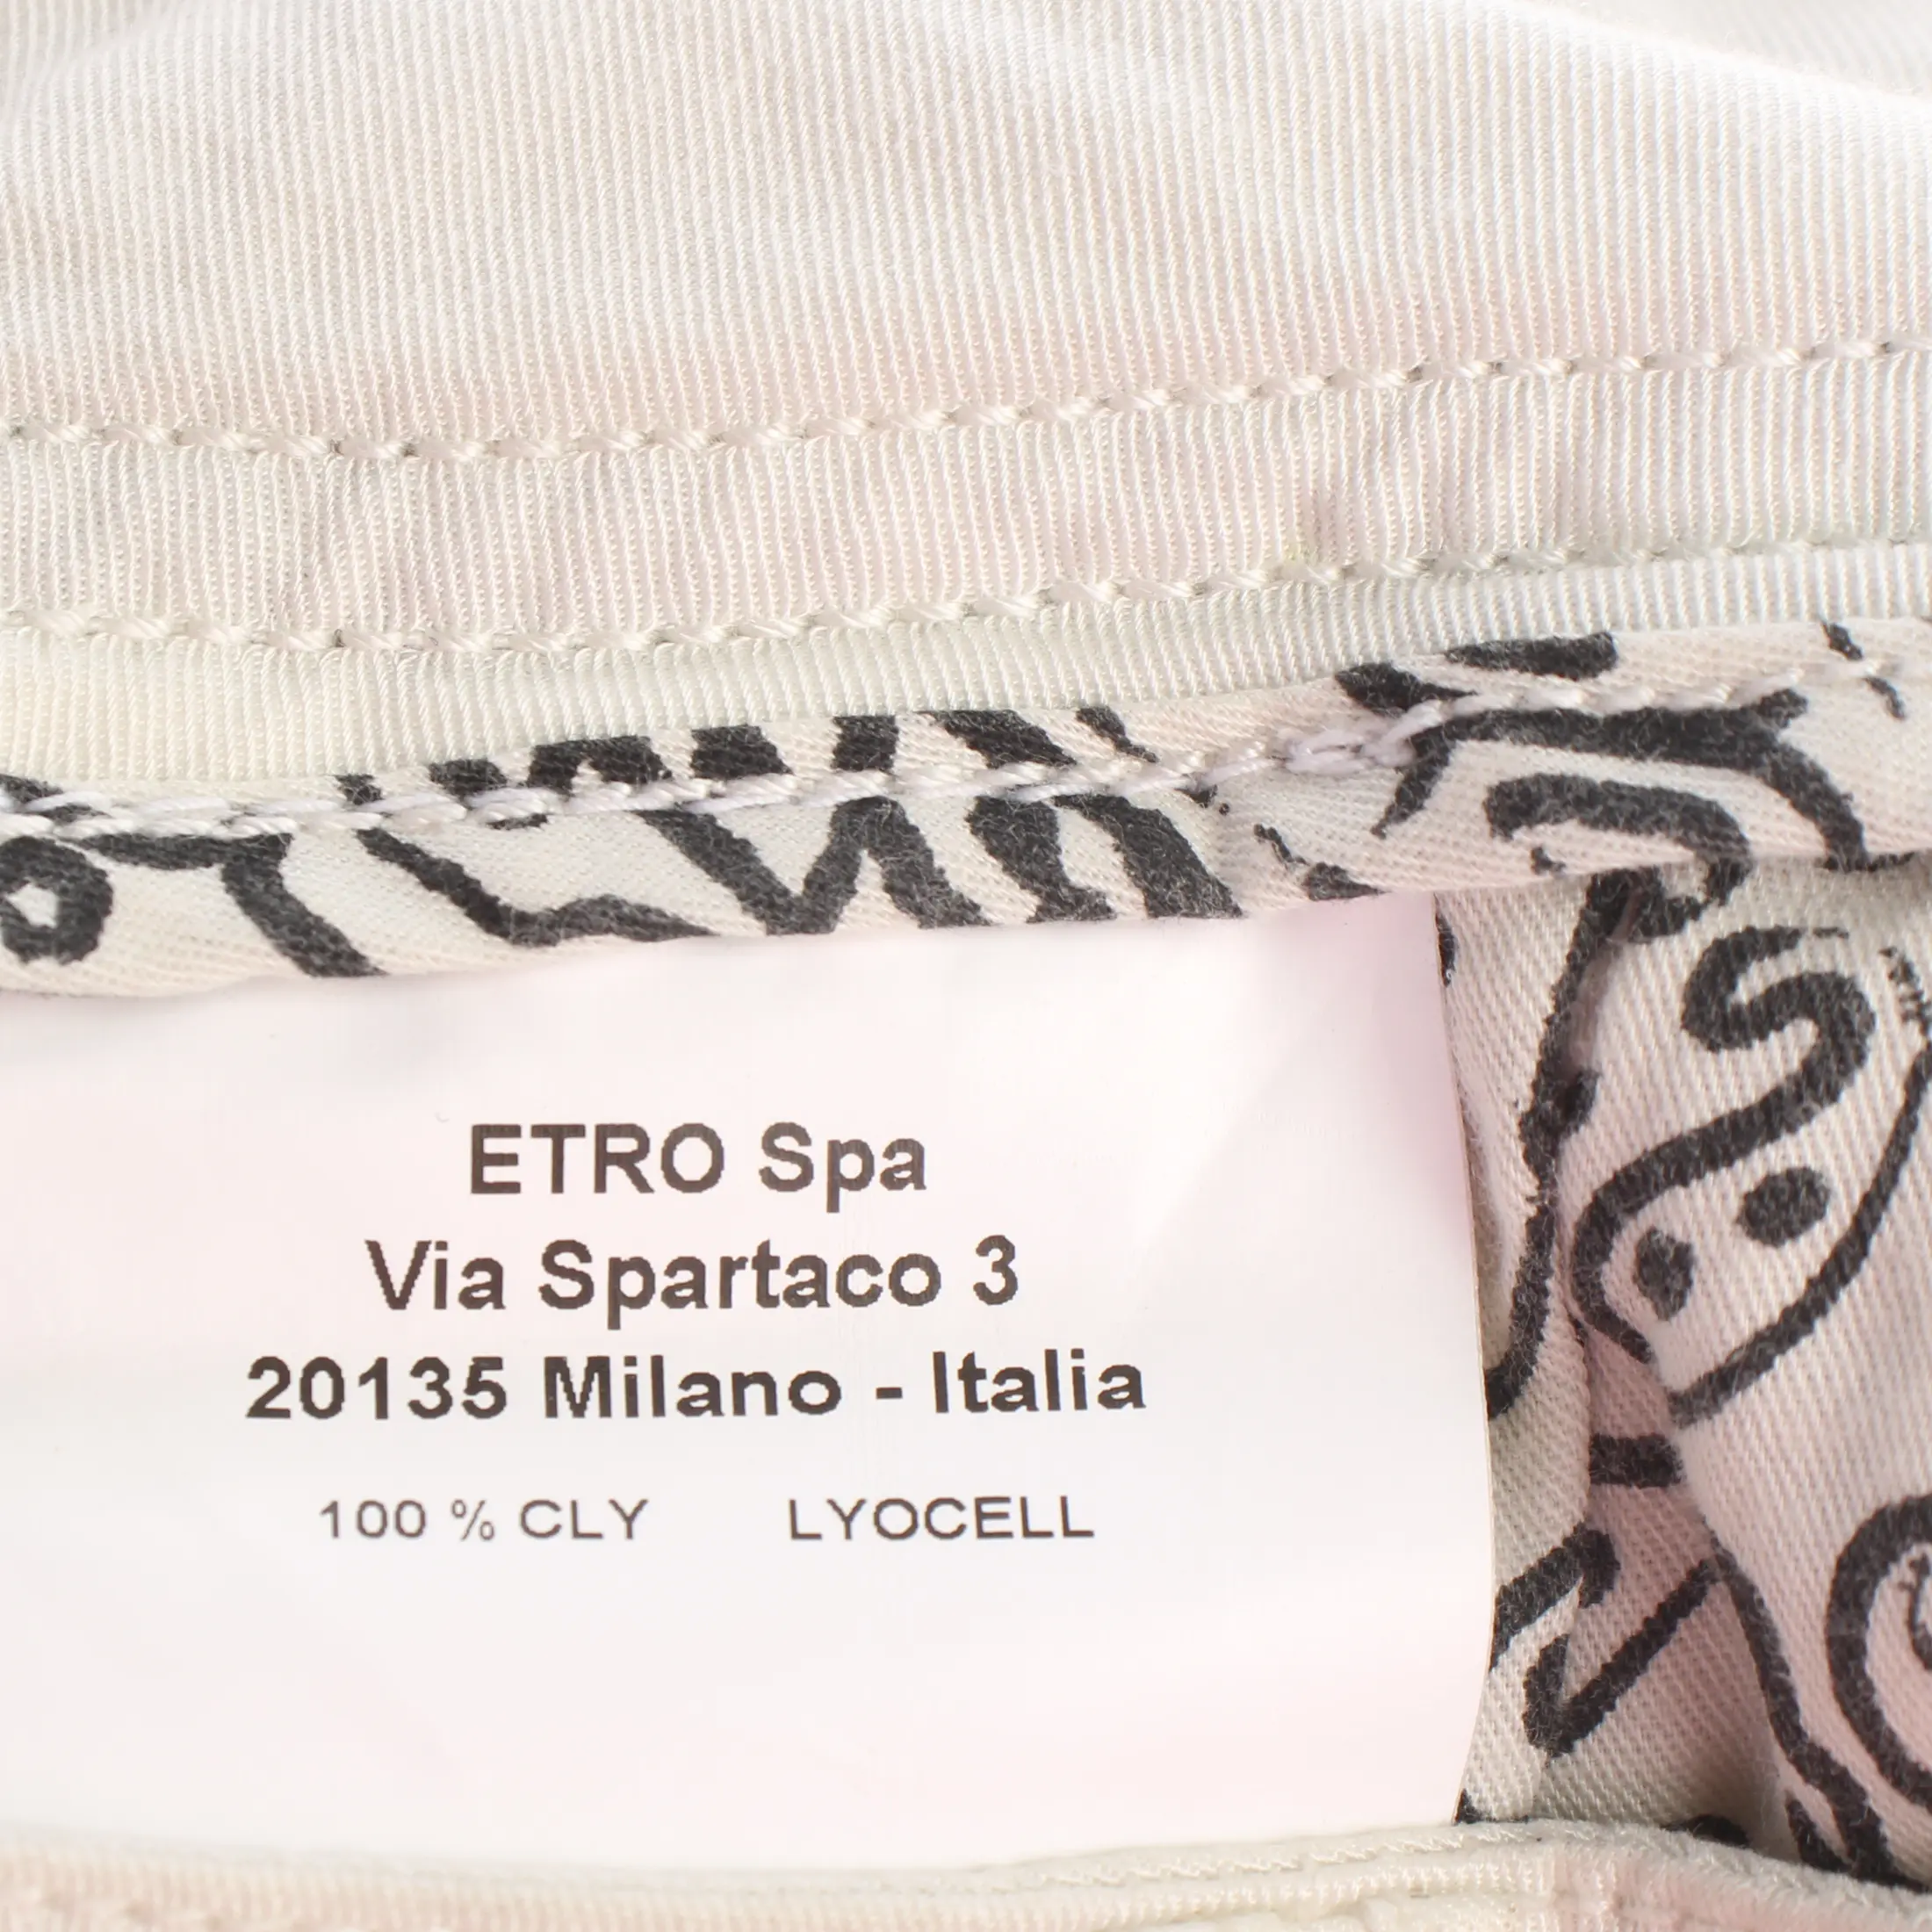 ETRO Spa
Via Spartaco 3
20135 Milano - Italia
100 % CLY LYOCELL